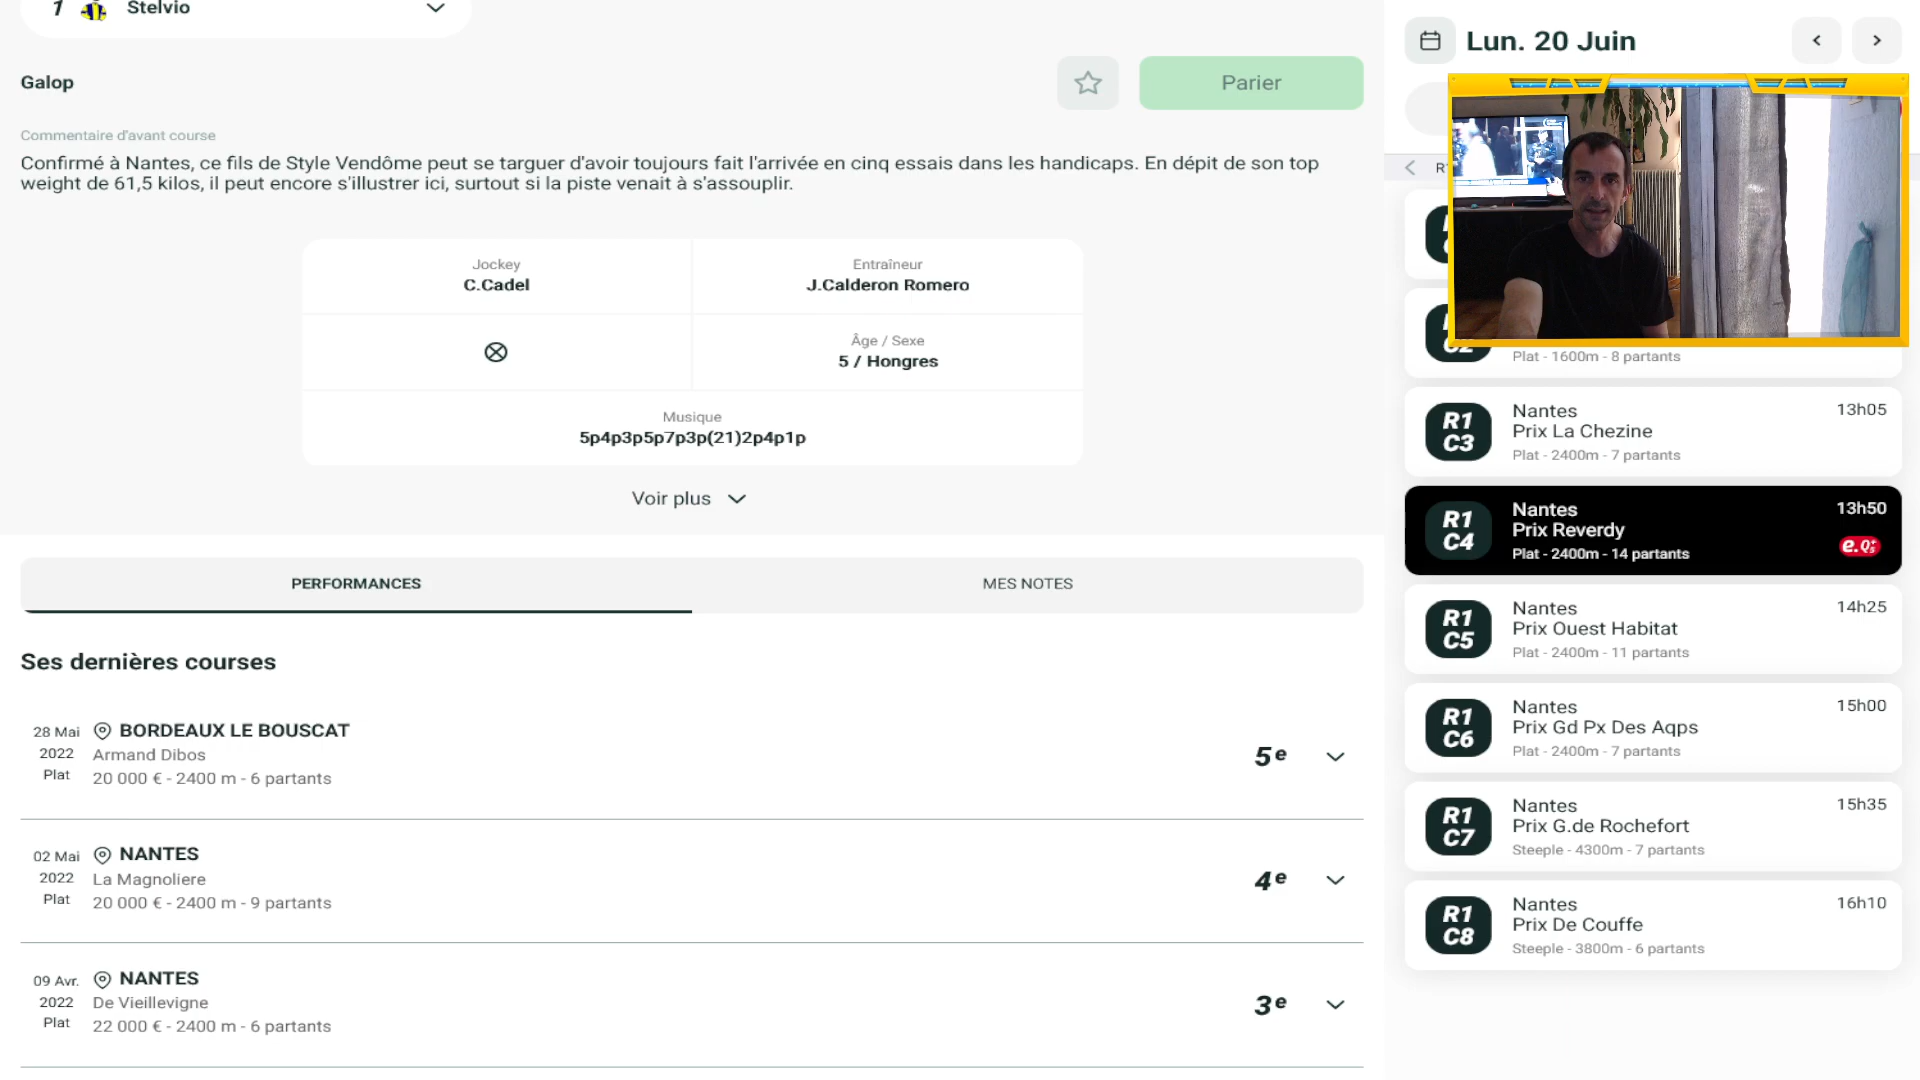 1 Stelvio
Galop
Parier
Commentaire d'avant course
Confirmé à Nantes, ce fils de Style Vendôme peut se targuer d'avoir toujours fait l'arrivée en cinq essais dans les handicaps. En dépit de son top
weight de 61,5 kilos, il peut encore s'illustrer ici, surtout si la piste venait à s'assouplir.
Jockey
C.Cadel
Entraîneur
J.Calderon Romero
Âge / Sexe
5 / Hongres
Musique
5p4p3p5p7p3p(21)2p4p1p
Voir plus
PERFORMANCES
MES NOTES
Ses dernières courses
28 Mai
2022
Plat
BORDEAUX LE BOUSCAT
Armand Dibos
20 000 € - 2400 m - 6 partants
5e
02 Mai
2022
Plat
NANTES
La Magnoliere
20 000 € - 2400 m - 9 partants
4e
09 Avr.
2022
Plat
NANTES
De Vieillevigne
22 000 € - 2400 m - 6 partants
3e
Lun. 20 Juin
Plat - 1600m - 8 partants
R1
C3
Nantes
Prix La Chezine
Plat - 2400m - 7 partants
13h05
R1
C4
Nantes
Prix Reverdy
Plat - 2400m - 14 partants
13h50
e.Q+5
R1
C5
Nantes
Prix Ouest Habitat
Plat - 2400m - 11 partants
14h25
R1
C6
Nantes
Prix Gd Px Des Aqps
Plat - 2400m - 7 partants
15h00
R1
C7
Nantes
Prix G.de Rochefort
Steeple - 4300m - 7 partants
15h35
R1
C8
Nantes
Prix De Couffe
Steeple - 3800m - 6 partants
16h10